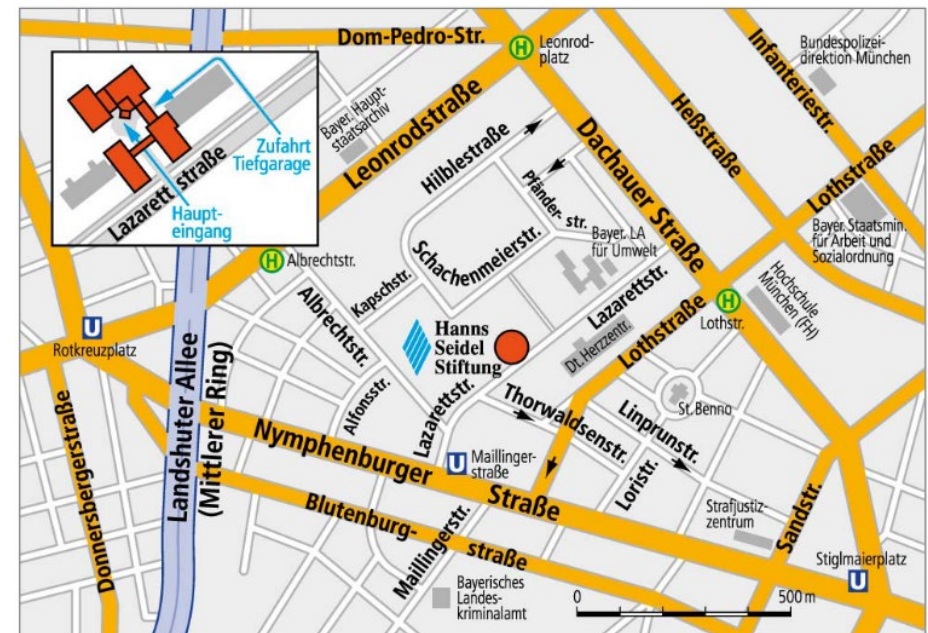 Dom-Pedro-Str.
H
Leonrod-
platz
Infanteriestr.
Bundespolizei-
direktion München
Zufahrt
Tiefgarage
Lazarettstraße
Haupt-
eingang
Bayer. Haupt-
staatsarchiv
Leonrodstraße
Hilblestraße
Dachauer Straße
Heßstraße
Lothstraße
Pfänder-
str.
Bayer. LA
für Umwelt
Bayer. Staatsmin.
für Arbeit und
Sozialordnung
Schachenmeierstr.
H
Albrechtstr.
Kapschstr.
Albrechtstr.
Lazarettstr.
Hochschule
München (FH)
H
Lothstr.
Lothstraße
Dt. Herzzentr.
U
Rotkreuzplatz
Hanns
Seidel
Stiftung
Landshuter Allee
(Mittlerer Ring)
Donnersbergerstraße
Alfonsstr.
Lazarettstr.
Thorwaldsenstr.
Linprunstr.
St. Benno
Nymphenburger
Straße
U
Maillinger-
straße
Loristr.
Blutenburg-
straße
Maillingerstr.
Strafjustiz-
zentrum
Sandstr.
Stiglmaierplatz
U
Bayerisches
Landes-
kriminalamt
0
500 m